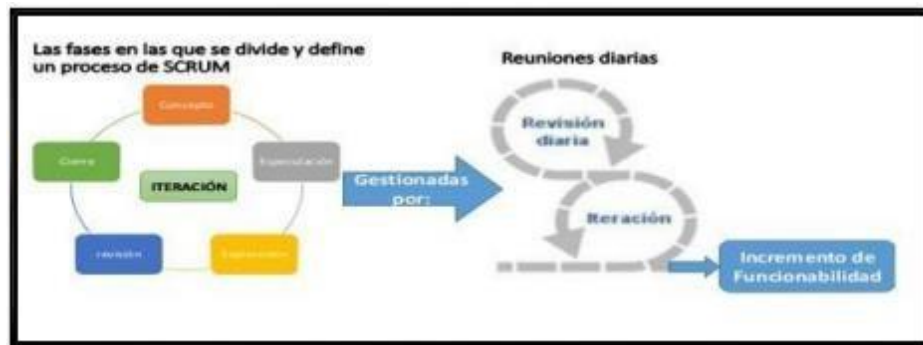 Las fases en las que se divide y define
un proceso de SCRUM
Concepto
Especulación
Exploración
revisión
Cierre
ITERACIÓN
Gestionadas
por:
Reuniones diarias
Revisión
diaria
Iteración
Incremento de
Funcionabilidad